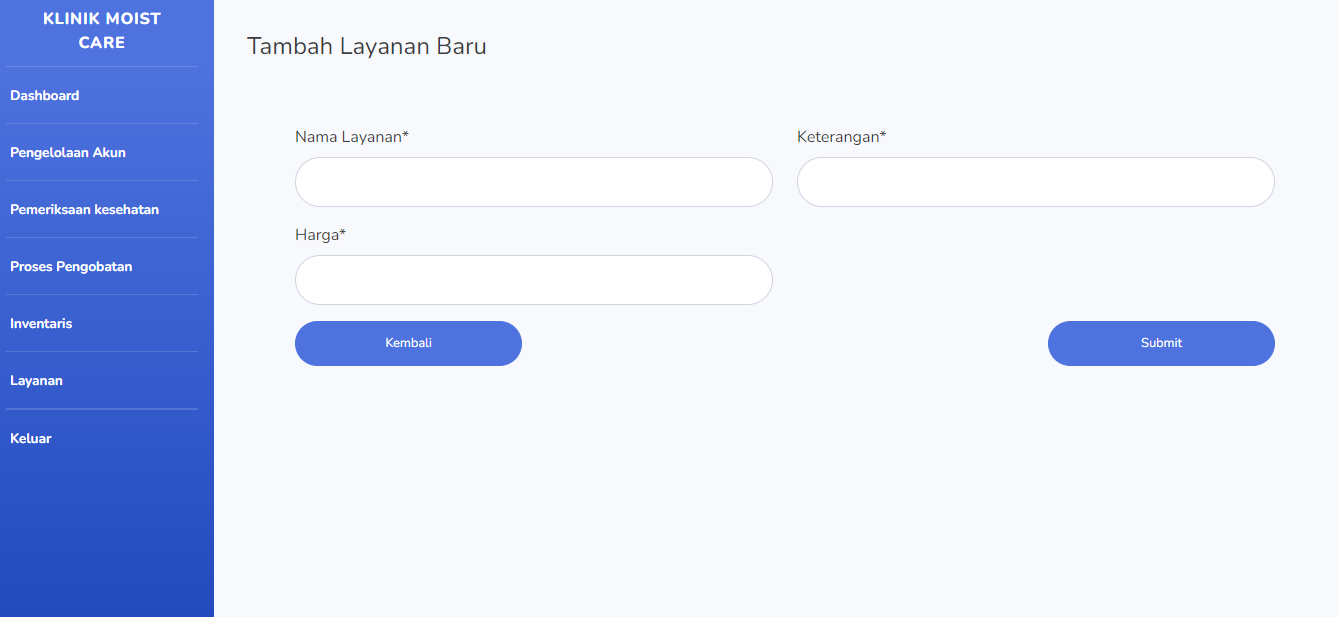 KLINIK MOIST
CARE
Dashboard
Pengelolaan Akun
Pemeriksaan kesehatan
Proses Pengobatan
Inventaris
Layanan
Keluar
Tambah Layanan Baru
Nama Layanan*
Keterangan*
Harga*
Kembali
Submit